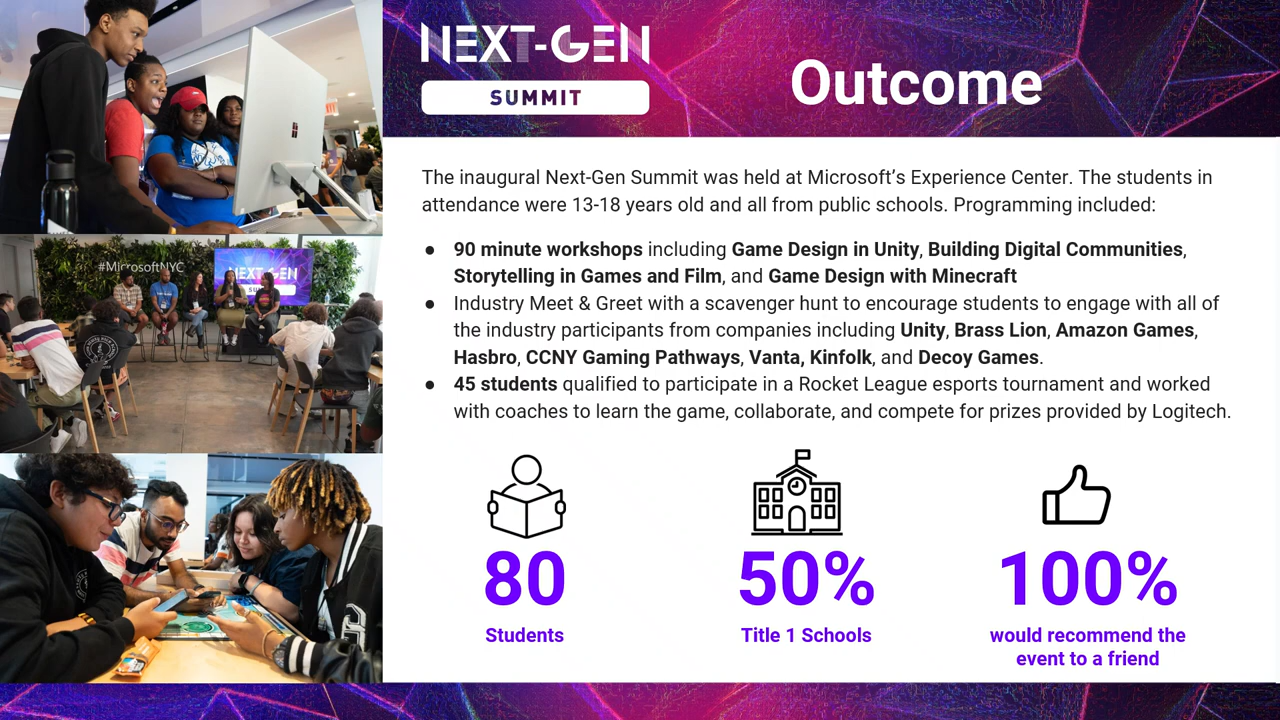 NEXT-GEN
SUMMIT
Outcome
#MicrosoftNYC
NEXT-GEN
The inaugural Next-Gen Summit was held at Microsoft’s Experience Center. The students in
attendance were 13-18 years old and all from public schools. Programming included:
● 90 minute workshops including Game Design in Unity, Building Digital Communities,
Storytelling in Games and Film, and Game Design with Minecraft
● Industry Meet & Greet with a scavenger hunt to encourage students to engage with all of
the industry participants from companies including Unity, Brass Lion, Amazon Games,
Hasbro, CCNY Gaming Pathways, Vanta, Kinfolk, and Decoy Games.
● 45 students qualified to participate in a Rocket League esports tournament and worked
with coaches to learn the game, collaborate, and compete for prizes provided by Logitech.
80
Students
50%
Title 1 Schools
100%
would recommend the
event to a friend